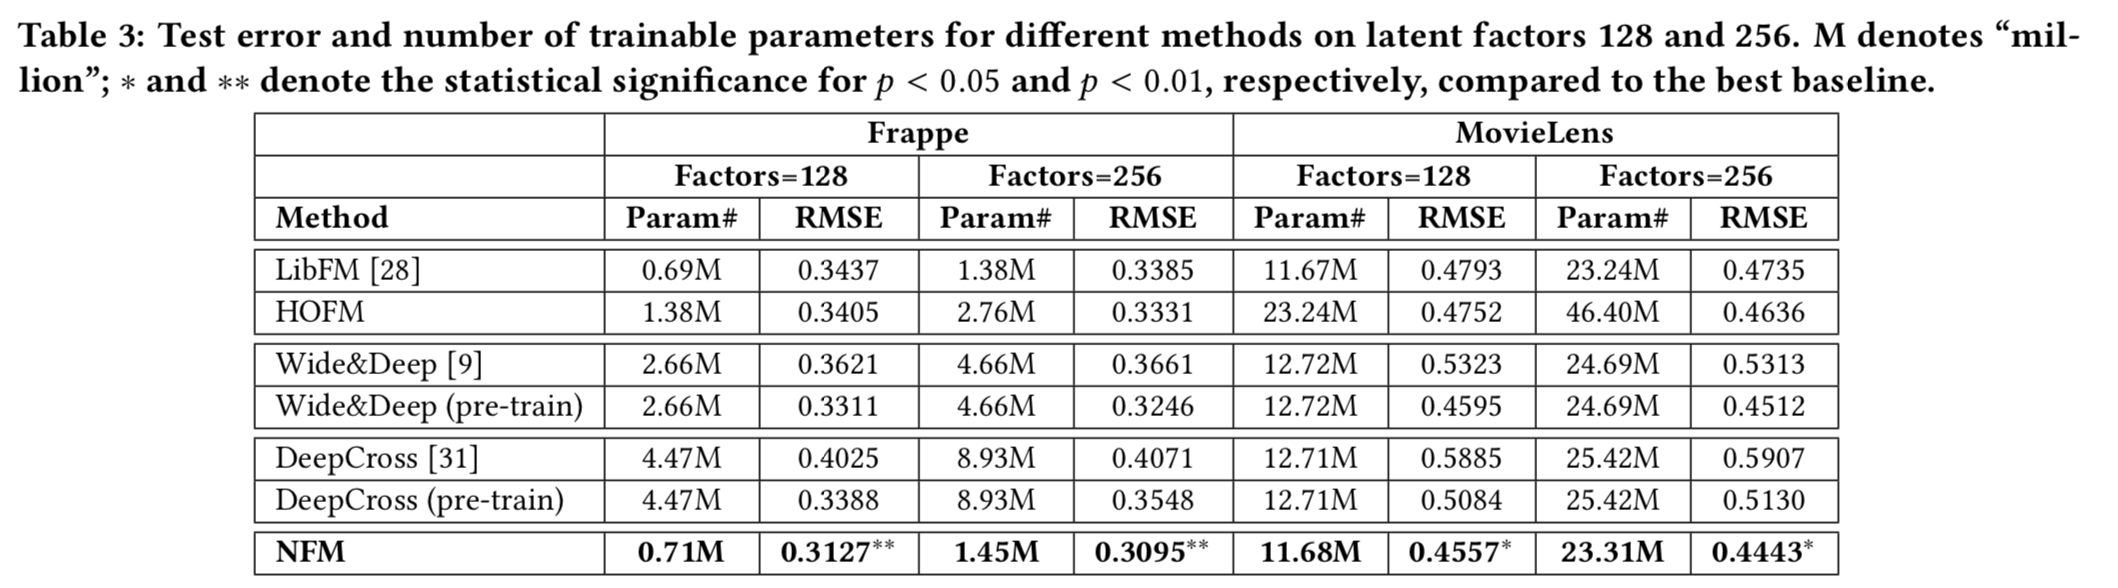 Table 3: Test error and number of trainable parameters for different methods on latent factors 128 and 256. M denotes “mil-
lion”; ∗ and ∗∗ denote the statistical significance for p < 0.05 and p < 0.01, respectively, compared to the best baseline.
Frappe MovieLens
Factors=128 Factors=256 Factors=128 Factors=256
Method Param# RMSE Param# RMSE Param# RMSE Param# RMSE
LibFM [28] 0.69M 0.3437 1.38M 0.3385 11.67M 0.4793 23.24M 0.4735
HOFM 1.38M 0.3405 2.76M 0.3331 23.24M 0.4752 46.40M 0.4636
Wide&Deep [9] 2.66M 0.3621 4.66M 0.3661 12.72M 0.5323 24.69M 0.5313
Wide&Deep (pre-train) 2.66M 0.3311 4.66M 0.3246 12.72M 0.4595 24.69M 0.4512
DeepCross [31] 4.47M 0.4025 8.93M 0.4071 12.71M 0.5885 25.42M 0.5907
DeepCross (pre-train) 4.47M 0.3388 8.93M 0.3548 12.71M 0.5084 25.42M 0.5130
NFM 0.71M 0.3127** 1.45M 0.3095** 11.68M 0.4557* 23.31M 0.4443*